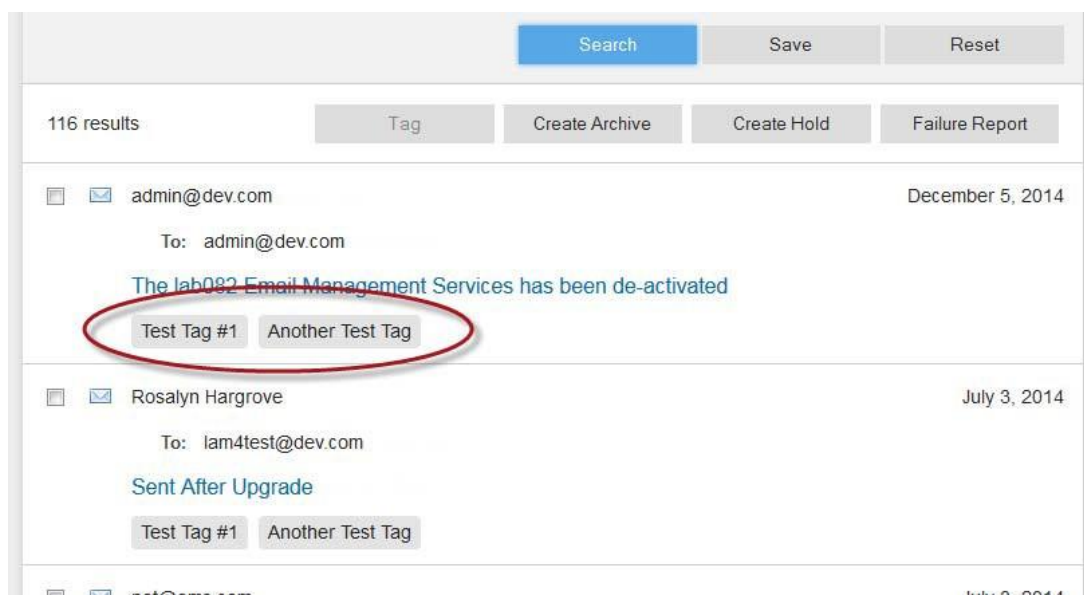 Search Save Reset
116 results Tag Create Archive Create Hold Failure Report
admin@dev.com December 5, 2014
To: admin@dev.com
The lab082 Email Management Services has been de-activated
Test Tag #1 Another Test Tag
Rosalyn Hargrove July 3, 2014
To: lam4test@dev.com
Sent After Upgrade
Test Tag #1 Another Test Tag